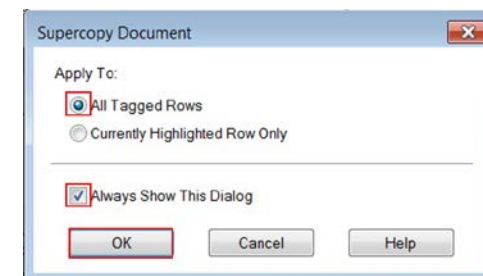 Supercopy Document
Apply To:
All Tagged Rows
Currently Highlighted Row Only
Always Show This Dialog
OK Cancel Help